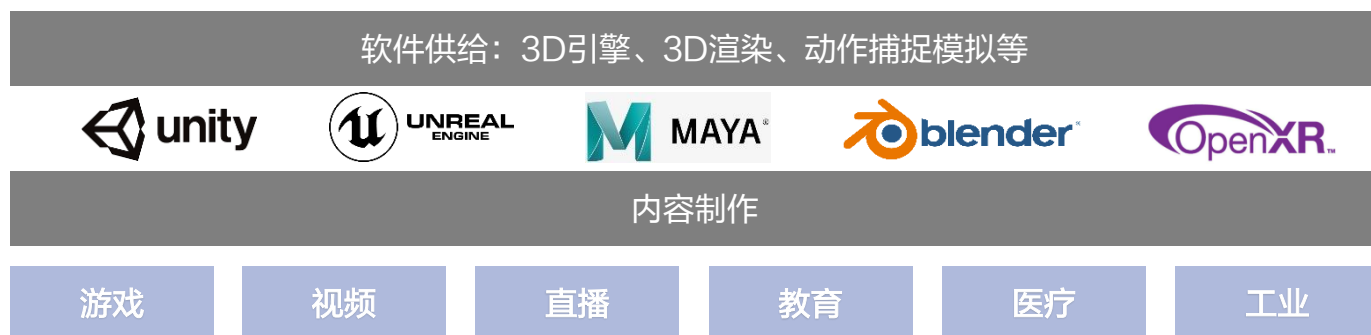 软件供给：3D引擎、3D渲染、动作捕捉模拟等
unity UNREAL ENGINE MAYA® blender® OpenXR™
内容制作
游戏 视频 直播 教育 医疗 工业